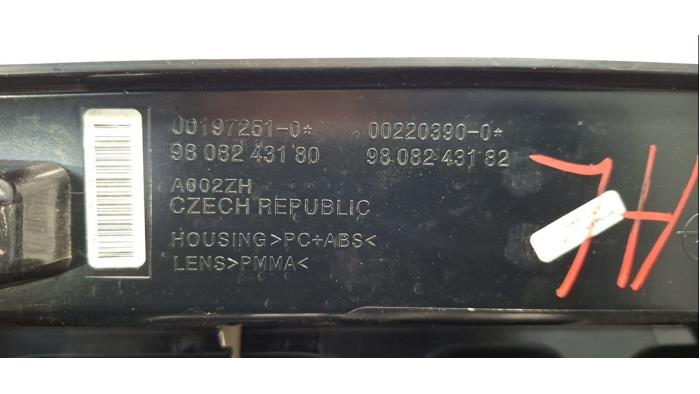 00197251-0* 00220390-0*
98 082 431 80 98 082 431 82
A002ZH
CZECH REPUBLIC
HOUSING>PC+ABS<
LENS>PMMA<